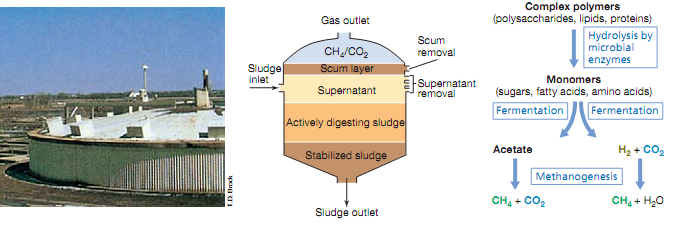 T.D. Brock
Gas outlet
CH4/CO2
Scum
removal
Sludge
inlet
Scum layer
Supernatant
Supernatant
removal
Actively digesting sludge
Stabilized sludge
Sludge outlet
Complex polymers
(polysaccharides, lipids, proteins)
Hydrolysis by
microbial
enzymes
Monomers
(sugars, fatty acids, amino acids)
Fermentation
Fermentation
Acetate
H2 + CO2
Methanogenesis
CH4 + CO2
CH4 + H2O